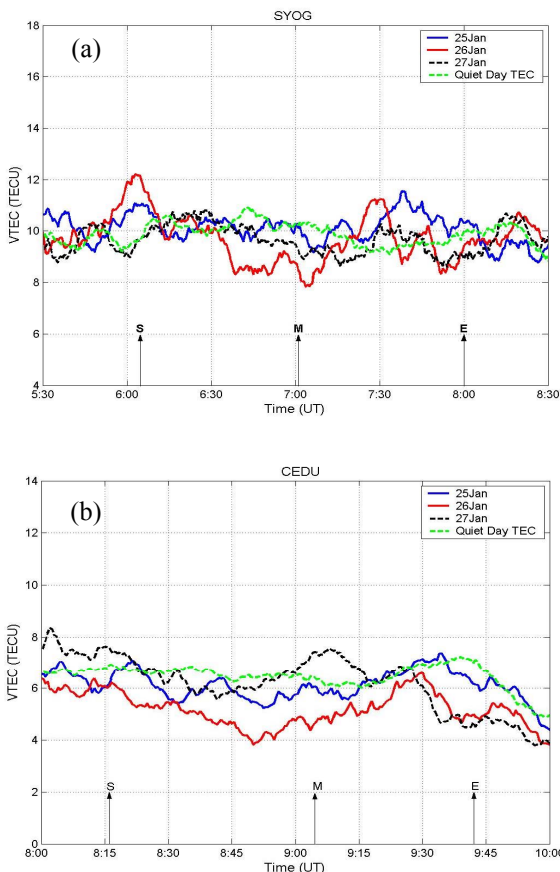 SYOG
(a)
25Jan
26Jan
27Jan
Quiet Day TEC
VTEC (TECU)
18
16
14
12
10
8
6
4
S M E
5:30 6:00 6:30 7:00 7:30 8:00 8:30
Time (UT)
CEDU
(b)
25Jan
26Jan
27Jan
Quiet Day TEC
VTEC (TECU)
14
12
10
8
6
4
2
0
S M E
8:00 8:15 8:30 8:45 9:00 9:15 9:30 9:45 10:00
Time (UT)